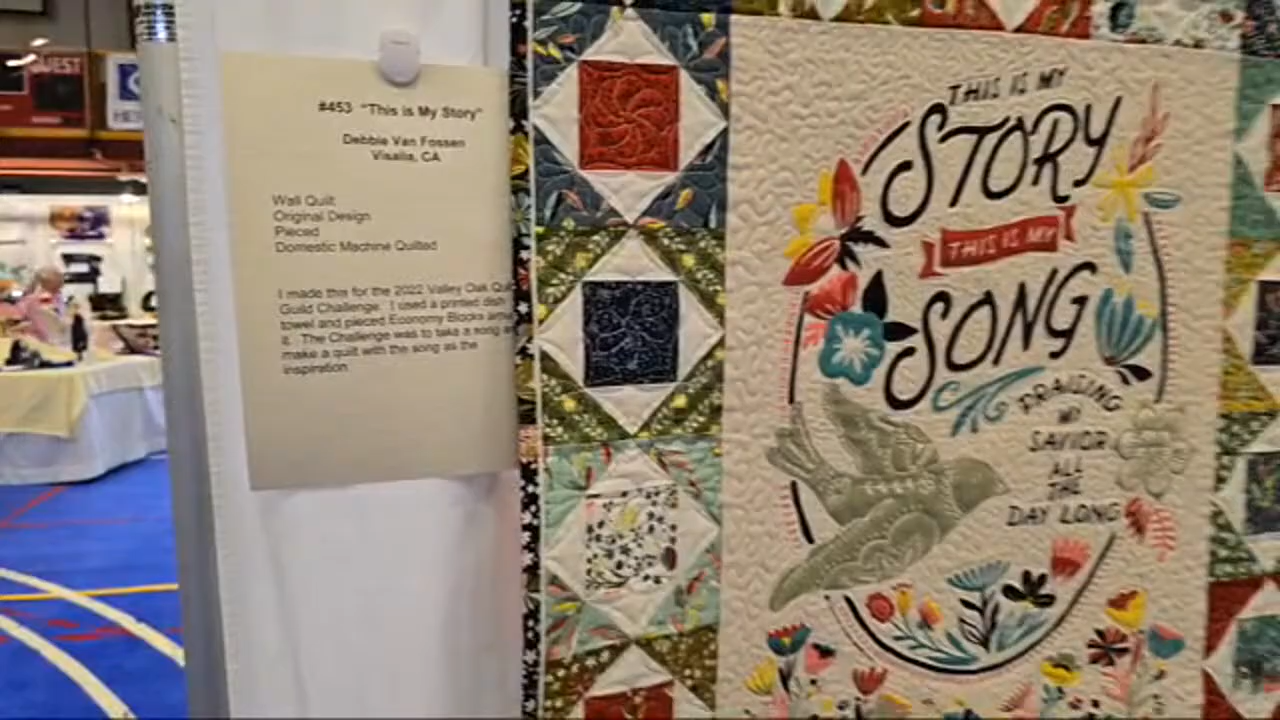 #453 "This is My Story"
Debbie Van Fossen
Visalia, CA
Wall Quilt
Original Design
Pieced
Domestic Machine Quilted
I made this for the 2022 Valley Oak
Guild Challenge. I used a printed dish
towel and pieced Economy Blocks
it. The Challenge was to take a song
make a quilt with the song as the
inspiration.
THIS IS MY
STORY
THIS IS MY
SONG
PRAISING
MY
SAVIOR
ALL
THE
DAY LONG